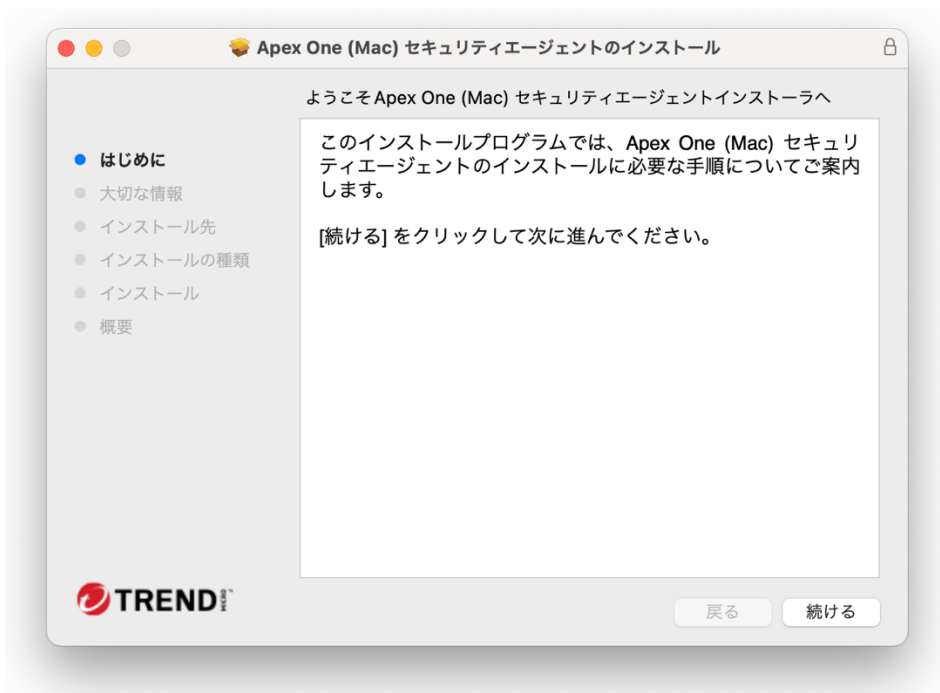 Apex One (Mac) セキュリティエージェントのインストール
ようこそApex One (Mac) セキュリティエージェントインストーラへ
はじめに
大切な情報
インストール先
インストールの種類
インストール
概要
このインストールプログラムでは、Apex One (Mac) セキュリ
ティエージェントのインストールに必要な手順についてご案内
します。
[続ける] をクリックして次に進んでください。
TREND MICRO™
戻る
続ける